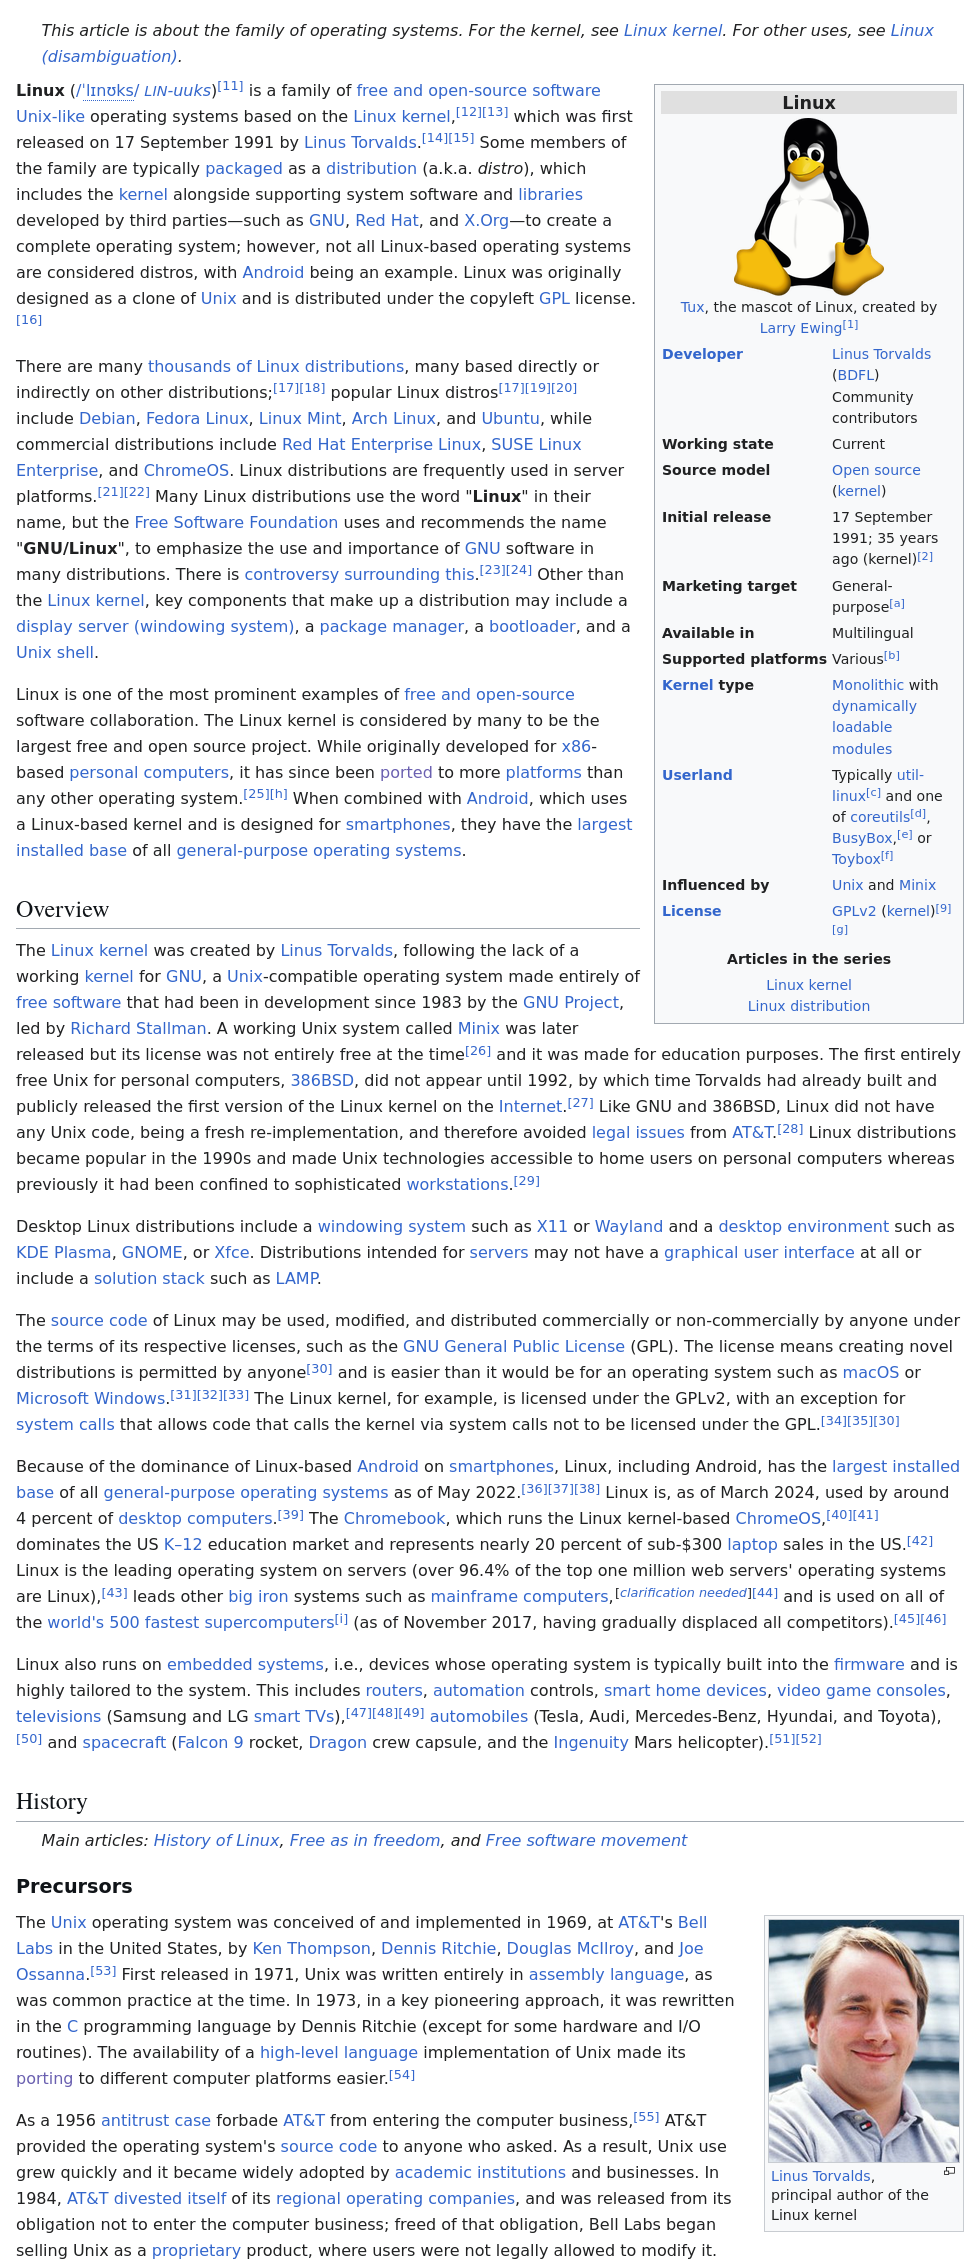 This article is about the family of operating systems. For the kernel, see Linux kernel. For other uses, see Linux
(disambiguation).
Linux (/ˈlɪnʊks/ LIN-uuks)[11] is a family of free and open-source software
Unix-like operating systems based on the Linux kernel,[12][13] which was first
released on 17 September 1991 by Linus Torvalds.[14][15] Some members of
the family are typically packaged as a distribution (a.k.a. distro), which
includes the kernel alongside supporting system software and libraries
developed by third parties—such as GNU, Red Hat, and X.Org—to create a
complete operating system; however, not all Linux-based operating systems
are considered distros, with Android being an example. Linux was originally
designed as a clone of Unix and is distributed under the copyleft GPL license.
[16]
There are many thousands of Linux distributions, many based directly or
indirectly on other distributions;[17][18] popular Linux distros[17][19][20]
include Debian, Fedora Linux, Linux Mint, Arch Linux, and Ubuntu, while
commercial distributions include Red Hat Enterprise Linux, SUSE Linux
Enterprise, and ChromeOS. Linux distributions are frequently used in server
platforms.[21][22] Many Linux distributions use the word "Linux" in their
name, but the Free Software Foundation uses and recommends the name
"GNU/Linux", to emphasize the use and importance of GNU software in
many distributions. There is controversy surrounding this.[23][24] Other than
the Linux kernel, key components that make up a distribution may include a
display server (windowing system), a package manager, a bootloader, and a
Unix shell.
Linux is one of the most prominent examples of free and open-source
software collaboration. The Linux kernel is considered by many to be the
largest free and open source project. While originally developed for x86-
based personal computers, it has since been ported to more platforms than
any other operating system.[25][h] When combined with Android, which uses
a Linux-based kernel and is designed for smartphones, they have the largest
installed base of all general-purpose operating systems.
Linux
Tux, the mascot of Linux, created by
Larry Ewing[1]
Developer Linus Torvalds
(BDFL)
Community
contributors
Working state Current
Source model Open source
(kernel)
Initial release 17 September
1991; 35 years
ago (kernel)[2]
Marketing target General-
purpose[a]
Available in Multilingual
Supported platforms Various[b]
Kernel type Monolithic with
dynamically
loadable
modules
Userland Typically util-
linux[c] and one
of coreutils[d],
BusyBox,[e] or
Toybox[f]
Influenced by Unix and Minix
License GPLv2 (kernel)[9]
[g]
Articles in the series
Linux kernel
Linux distribution
Overview
The Linux kernel was created by Linus Torvalds, following the lack of a
working kernel for GNU, a Unix-compatible operating system made entirely of
free software that had been in development since 1983 by the GNU Project,
led by Richard Stallman. A working Unix system called Minix was later
released but its license was not entirely free at the time[26] and it was made for education purposes. The first entirely
free Unix for personal computers, 386BSD, did not appear until 1992, by which time Torvalds had already built and
publicly released the first version of the Linux kernel on the Internet.[27] Like GNU and 386BSD, Linux did not have
any Unix code, being a fresh re-implementation, and therefore avoided legal issues from AT&T.[28] Linux distributions
became popular in the 1990s and made Unix technologies accessible to home users on personal computers whereas
previously it had been confined to sophisticated workstations.[29]
Desktop Linux distributions include a windowing system such as X11 or Wayland and a desktop environment such as
KDE Plasma, GNOME, or Xfce. Distributions intended for servers may not have a graphical user interface at all or
include a solution stack such as LAMP.
The source code of Linux may be used, modified, and distributed commercially or non-commercially by anyone under
the terms of its respective licenses, such as the GNU General Public License (GPL). The license means creating novel
distributions is permitted by anyone[30] and is easier than it would be for an operating system such as macOS or
Microsoft Windows.[31][32][33] The Linux kernel, for example, is licensed under the GPLv2, with an exception for
system calls that allows code that calls the kernel via system calls not to be licensed under the GPL.[34][35][30]
Because of the dominance of Linux-based Android on smartphones, Linux, including Android, has the largest installed
base of all general-purpose operating systems as of May 2022.[36][37][38] Linux is, as of March 2024, used by around
4 percent of desktop computers.[39] The Chromebook, which runs the Linux kernel-based ChromeOS,[40][41]
dominates the US K–12 education market and represents nearly 20 percent of sub-$300 laptop sales in the US.[42]
Linux is the leading operating system on servers (over 96.4% of the top one million web servers' operating systems
are Linux),[43] leads other big iron systems such as mainframe computers,[clarification needed][44] and is used on all of
the world's 500 fastest supercomputers[i] (as of November 2017, having gradually displaced all competitors).[45][46]
Linux also runs on embedded systems, i.e., devices whose operating system is typically built into the firmware and is
highly tailored to the system. This includes routers, automation controls, smart home devices, video game consoles,
televisions (Samsung and LG smart TVs),[47][48][49] automobiles (Tesla, Audi, Mercedes-Benz, Hyundai, and Toyota),
[50] and spacecraft (Falcon 9 rocket, Dragon crew capsule, and the Ingenuity Mars helicopter).[51][52]
History
Main articles: History of Linux, Free as in freedom, and Free software movement
Precursors
The Unix operating system was conceived of and implemented in 1969, at AT&T's Bell
Labs in the United States, by Ken Thompson, Dennis Ritchie, Douglas McIlroy, and Joe
Ossanna.[53] First released in 1971, Unix was written entirely in assembly language, as
was common practice at the time. In 1973, in a key pioneering approach, it was rewritten
in the C programming language by Dennis Ritchie (except for some hardware and I/O
routines). The availability of a high-level language implementation of Unix made its
porting to different computer platforms easier.[54]
As a 1956 antitrust case forbade AT&T from entering the computer business,[55] AT&T
provided the operating system's source code to anyone who asked. As a result, Unix use
grew quickly and it became widely adopted by academic institutions and businesses. In
1984, AT&T divested itself of its regional operating companies, and was released from its
obligation not to enter the computer business; freed of that obligation, Bell Labs began
selling Unix as a proprietary product, where users were not legally allowed to modify it.
Linus Torvalds,
principal author of the
Linux kernel